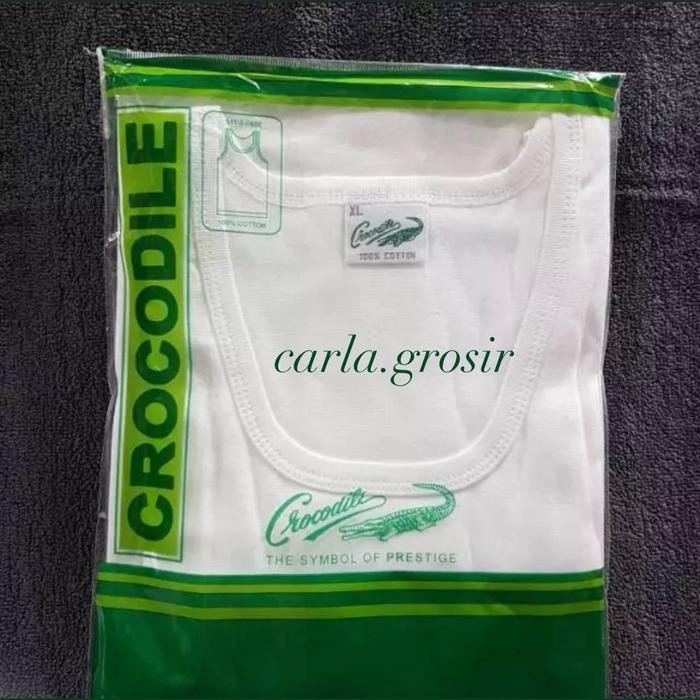 CROCODILE
100% COTTON
XL
Crocodile
100% COTTON
carla.grosir
Crocodile
THE SYMBOL OF PRESTIGE